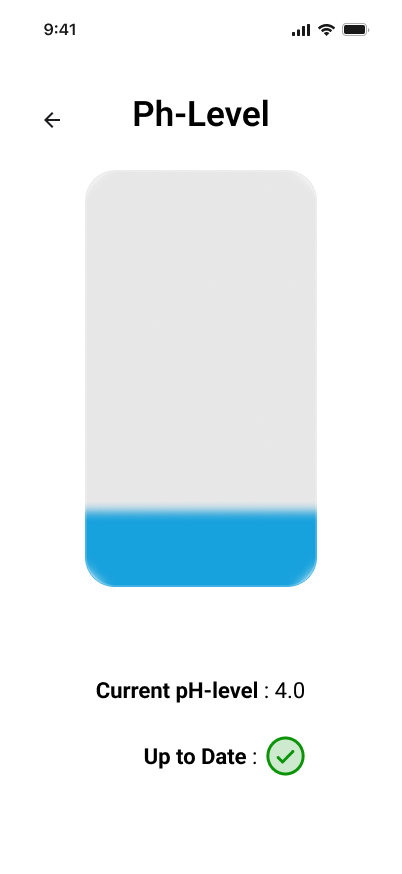 9:41
Ph-Level
Current pH-level : 4.0
Up to Date :